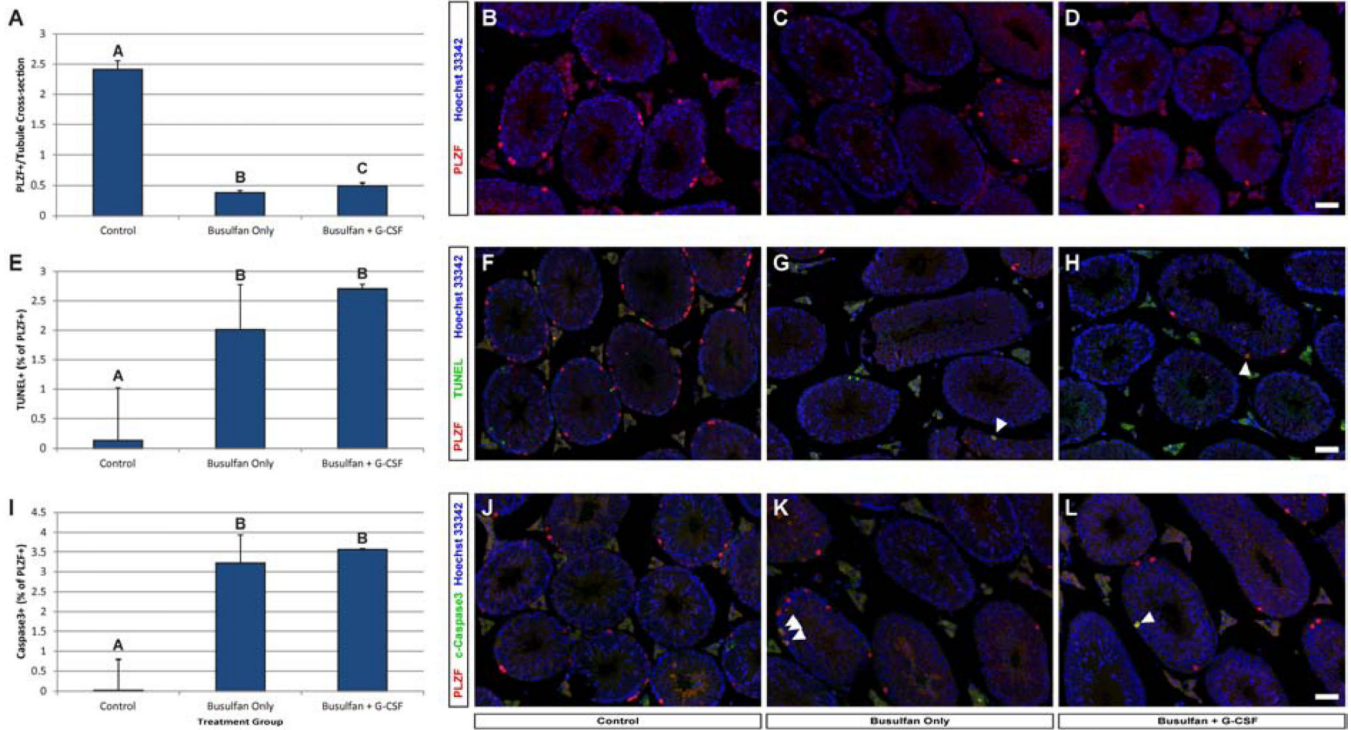 A
3
2.5
2
1.5
1
0.5
0
PLZF+/Tubule Cross-section
A
B
C
Control
Busulfan Only
Busulfan + G-CSF
PLZF Hoechst 33342
B
C
D
E
3
2.5
2
1.5
1
0.5
0
TUNEL+ (% of PLZF+)
A
B
B
Control
Busulfan Only
Busulfan + G-CSF
PLZF TUNEL Hoechst 33342
F
G
H
I
4.5
4
3.5
3
2.5
2
1.5
1
0.5
0
Caspase3+ (% of PLZF+)
A
B
B
Control
Busulfan Only
Busulfan + G-CSF
Treatment Group
PLZF c-Caspase3 Hoechst 33342
J
K
L
Control
Busulfan Only
Busulfan + G-CSF